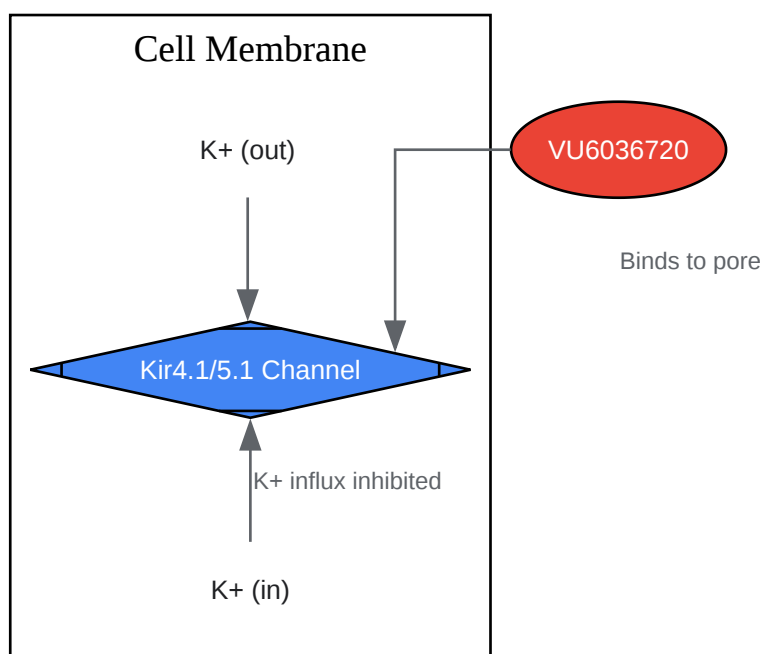 Cell Membrane
K+ (out)
VU6036720
Binds to pore
Kir4.1/5.1 Channel
K+ influx inhibited
K+ (in)